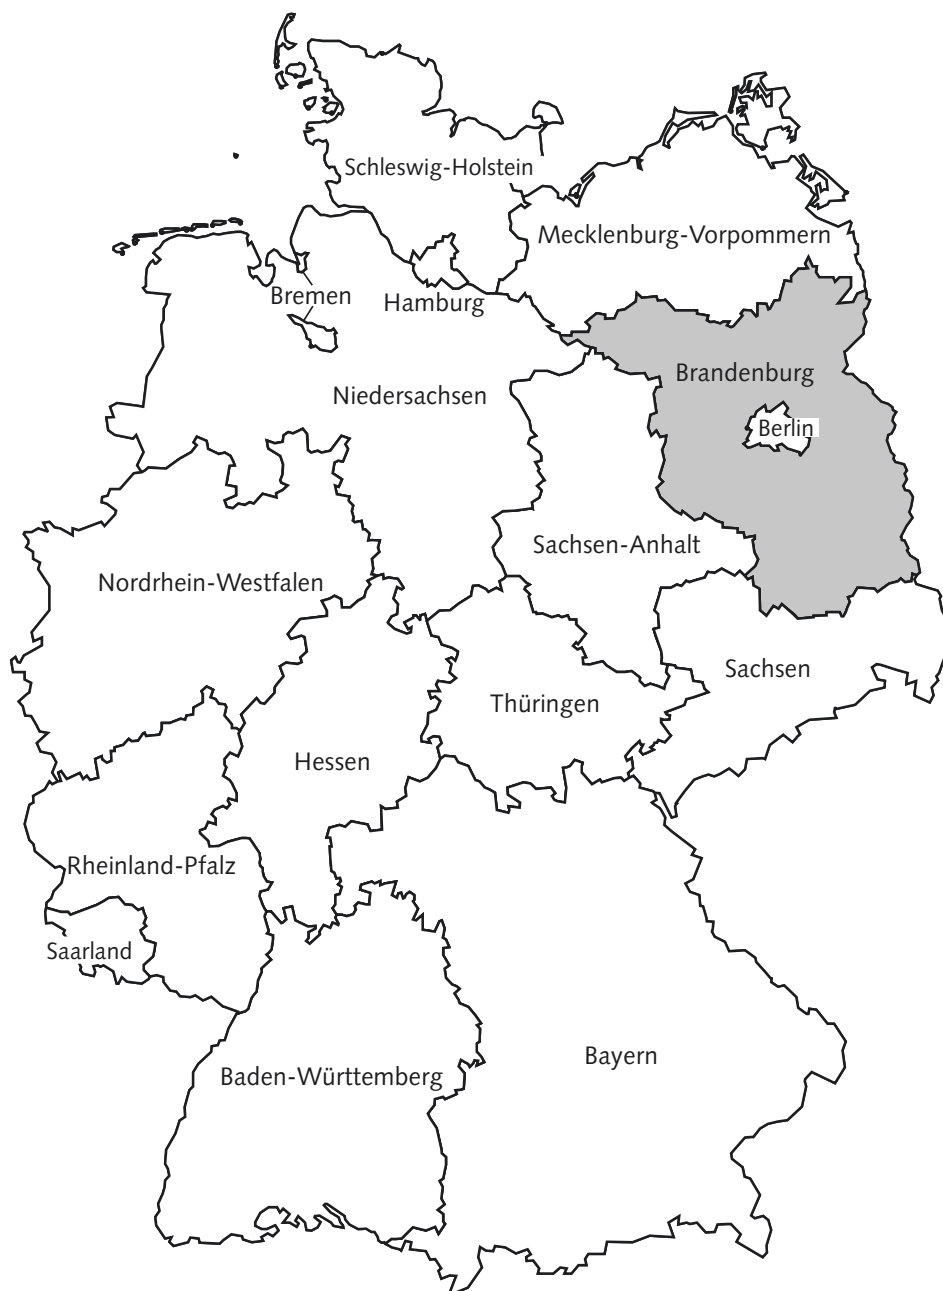 Schleswig-Holstein
Mecklenburg-Vorpommern
Bremen
Hamburg
Brandenburg
Niedersachsen
Berlin
Sachsen-Anhalt
Nordrhein-Westfalen
Sachsen
Thüringen
Hessen
Rheinland-Pfalz
Saarland
Bayern
Baden-Württemberg